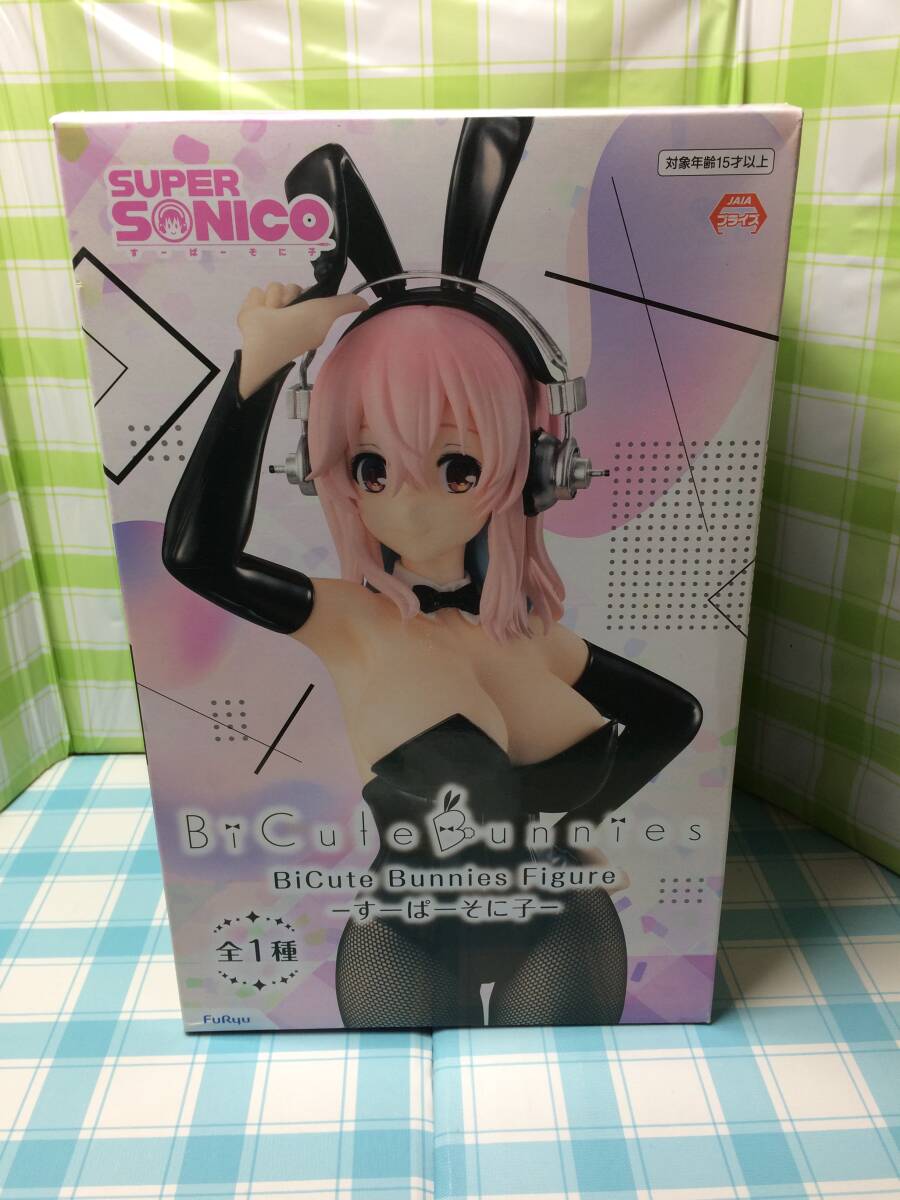 SUPER
SONICO
すーぱーそに子
対象年齢15才以上
JAIA
プライズ
BiCute Bunnies
BiCute Bunnies Figure
ーすーぱーそに子ー
全1種
FuRyu